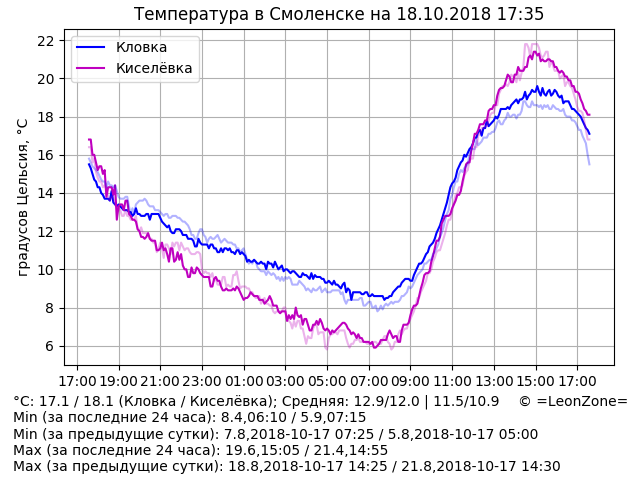 Температура в Смоленске на 18.10.2018 17:35
Кловка
Киселёвка
градусов Цельсия, °C
22
20
18
16
14
12
10
8
6
17:00 19:00 21:00 23:00 01:00 03:00 05:00 07:00 09:00 11:00 13:00 15:00 17:00
°C: 17.1 / 18.1 (Кловка / Киселёвка); Средняя: 12.9/12.0 | 11.5/10.9 © =LeonZone=
Min (за последние 24 часа): 8.4,06:10 / 5.9,07:15
Min (за предыдущие сутки): 7.8,2018-10-17 07:25 / 5.8,2018-10-17 05:00
Max (за последние 24 часа): 19.6,15:05 / 21.4,14:55
Max (за предыдущие сутки): 18.8,2018-10-17 14:25 / 21.8,2018-10-17 14:30